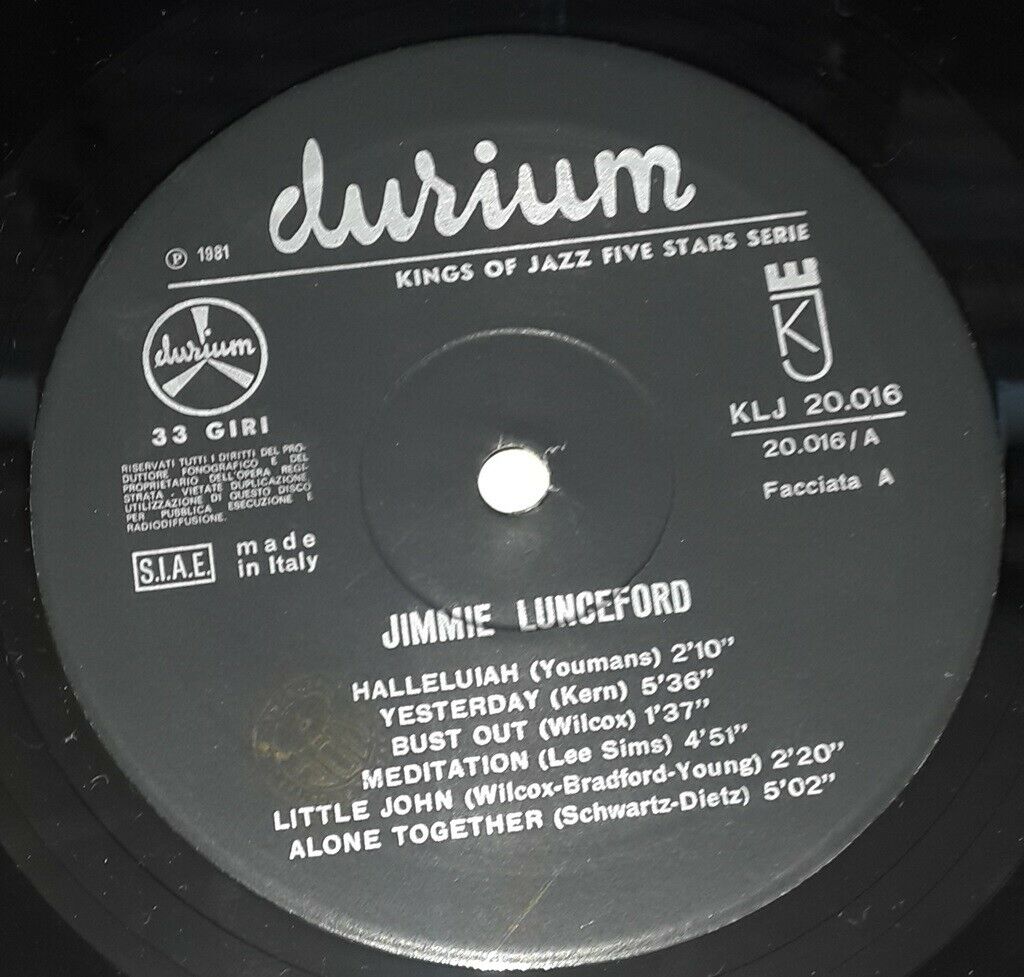 durium
℗ 1981
KINGS OF JAZZ FIVE STARS SERIE
durium
33 GIRI
RISERVATI TUTTI I DIRITTI DEL PRO-
DUTTORE FONOGRAFICO E DEL
PROPRIETARIO DELL'OPERA REGI-
STRATA - VIETATE DUPLICAZIONE
UTILIZZAZIONE DI QUESTO DISCO
PER PUBBLICA ESECUZIONE E
RADIODIFFUSIONE.
S.I.A.E.
made
in Italy
KJ
KLJ 20.016
20.016/A
Facciata A
JIMMIE LUNCEFORD
HALLELUIAH (Youmans) 2'10"
YESTERDAY (Kern) 5'36"
BUST OUT (Wilcox) 1'37"
MEDITATION (Lee Sims) 4'51"
LITTLE JOHN (Wilcox-Bradford-Young) 2'20"
ALONE TOGETHER (Schwartz-Dietz) 5'02"